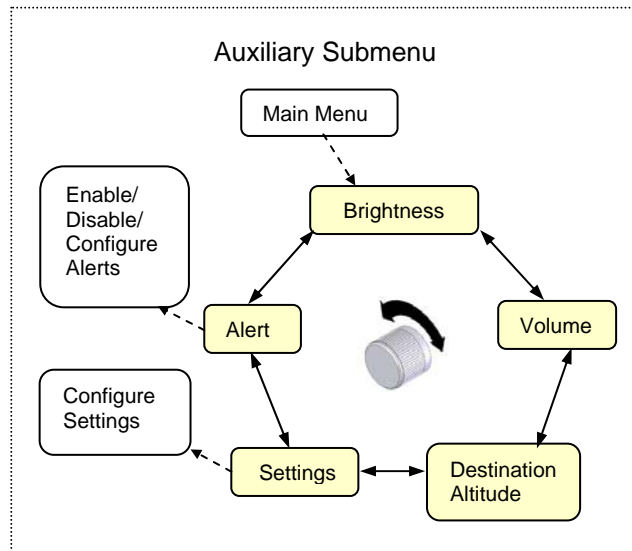 Auxiliary Submenu
Main Menu
Enable/
Disable/
Configure
Alerts
Brightness
Alert
Volume
Configure
Settings
Settings
Destination
Altitude